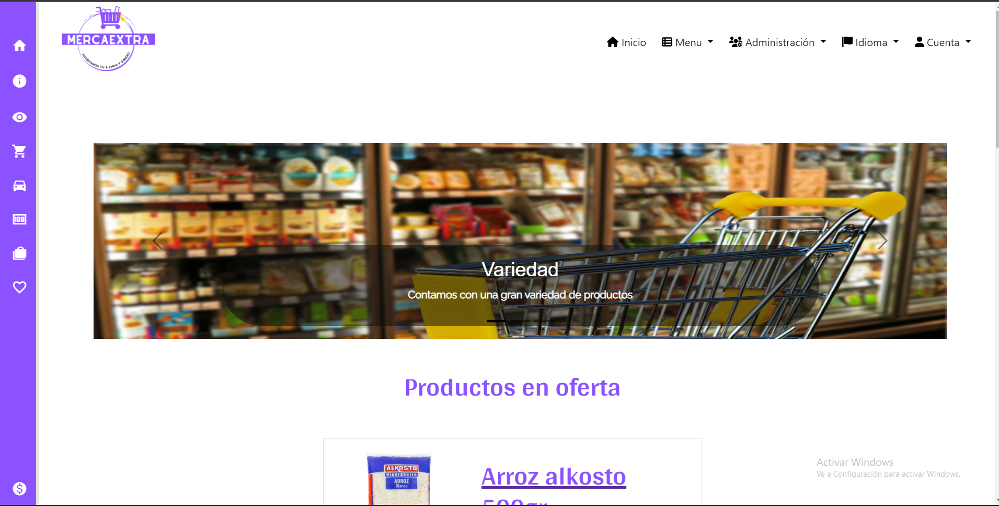 MERCAEXTRA
AHORRAMOS TU TIEMPO Y DINERO
Inicio
Menu
Administración
Idioma
Cuenta
100
Variedad
Contamos con una gran variedad de productos
Productos en oferta
ALKOSTO
HiperAhorro
ARROZ
Blanco
Arroz alkosto
500gr
Activar Windows
Ve a Configuración para activar Windows.